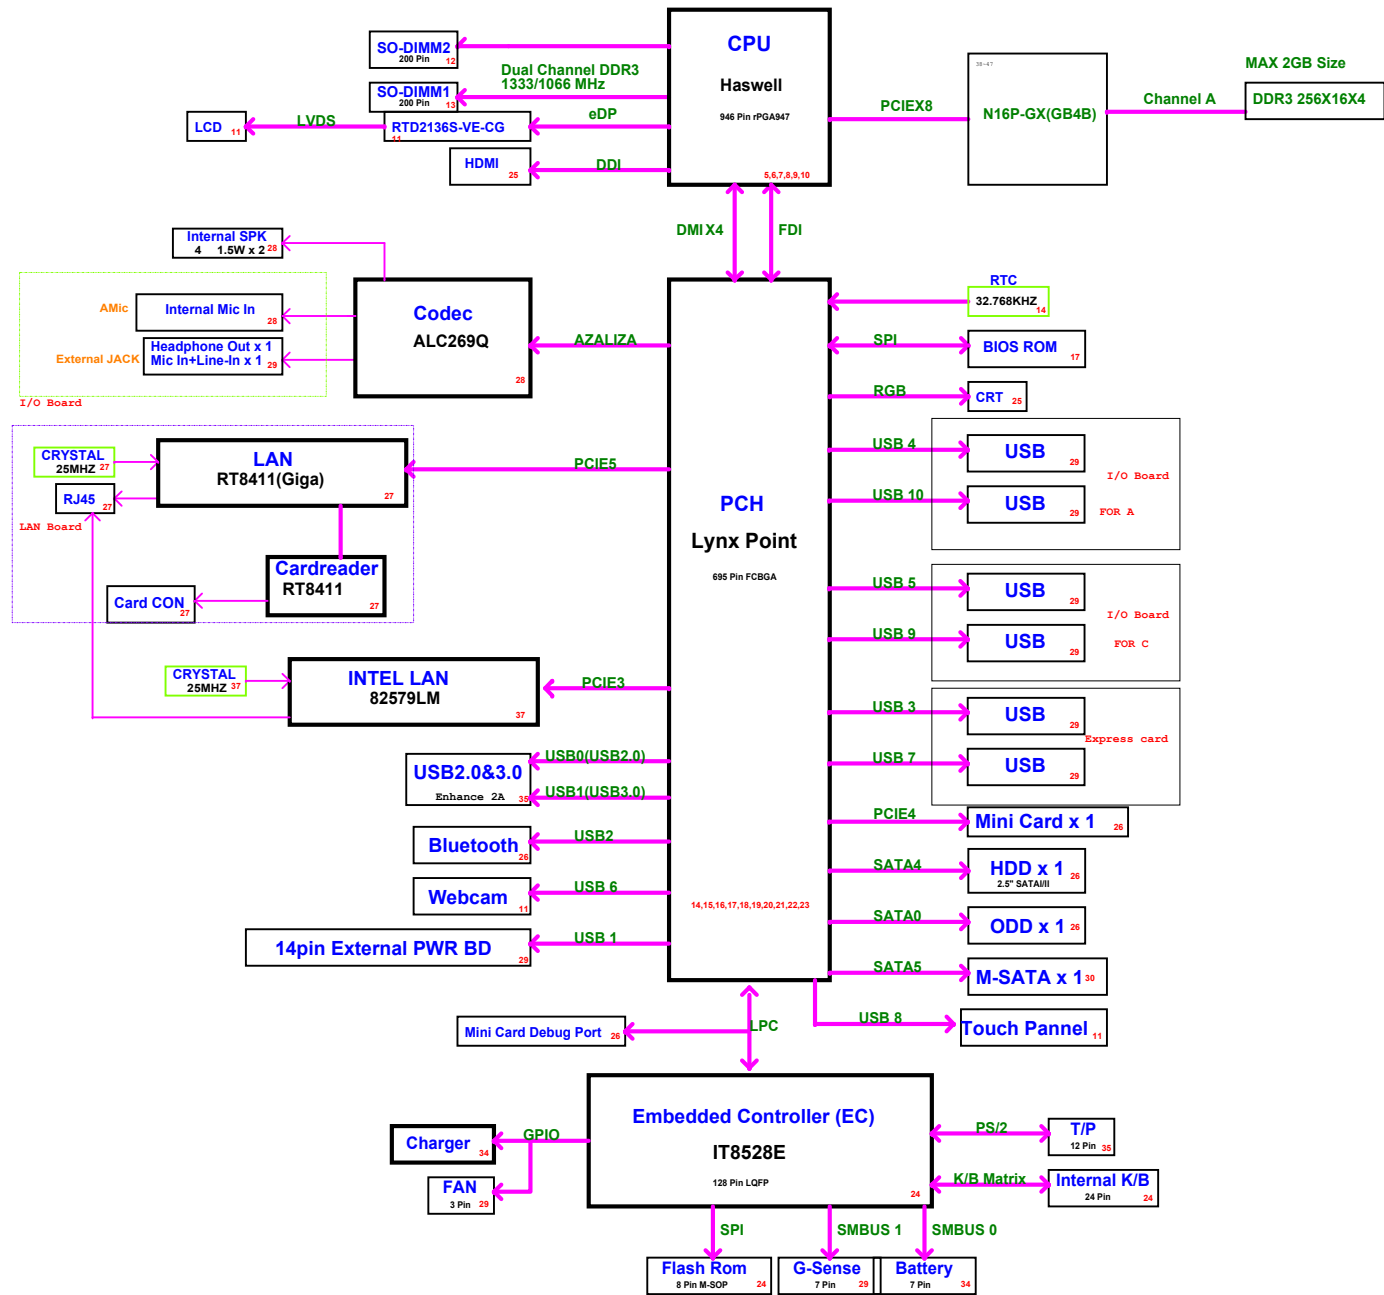 CPU
Haswell
946 Pin rPGA947
5,6,7,8,9,10
SO-DIMM2
200 Pin
12
Dual Channel DDR3
1333/1066 MHz
SO-DIMM1
200 Pin
13
LCD
11
LVDS
RTD2136S-VE-CG
11
eDP
HDMI
25
DDI
PCIEX8
38~47
N16P-GX(GB4B)
Channel A
MAX 2GB Size
DDR3 256X16X4
DMI X4
FDI
Internal SPK
4 1.5W x 2
28
AMic
Internal Mic In
28
External JACK
Headphone Out x 1
Mic In+Line-In x 1
29
I/O Board
Codec
ALC269Q
28
AZALIZA
RTC
32.768KHZ
14
SPI
BIOS ROM
17
RGB
CRT
25
USB 4
USB
29
I/O Board
USB 10
USB
29
FOR A
CRYSTAL
25MHZ
27
LAN
RT8411(Giga)
27
PCIE5
RJ45
27
LAN Board
Cardreader
RT8411
27
Card CON
27
PCH
Lynx Point
695 Pin FCBGA
14,15,16,17,18,19,20,21,22,23
USB 5
USB
29
I/O Board
USB 9
USB
29
FOR C
CRYSTAL
25MHZ
37
INTEL LAN
82579LM
37
PCIE3
USB 3
USB
29
Express card
USB 7
USB
29
USB2.0&3.0
Enhance 2A
35
USB0(USB2.0)
USB1(USB3.0)
PCIE4
Mini Card x 1
26
Bluetooth
26
USB2
SATA4
HDD x 1
2.5" SATAI/II
26
Webcam
11
USB 6
SATA0
ODD x 1
26
14pin External PWR BD
29
USB 1
SATA5
M-SATA x 1
30
Mini Card Debug Port
26
LPC
USB 8
Touch Pannel
11
Embedded Controller (EC)
IT8528E
128 Pin LQFP
24
Charger
34
GPIO
FAN
3 Pin
29
PS/2
T/P
12 Pin
35
K/B Matrix
Internal K/B
24 Pin
24
SPI
SMBUS 1
SMBUS 0
Flash Rom
8 Pin M-SOP
24
G-Sense
7 Pin
29
Battery
7 Pin
34